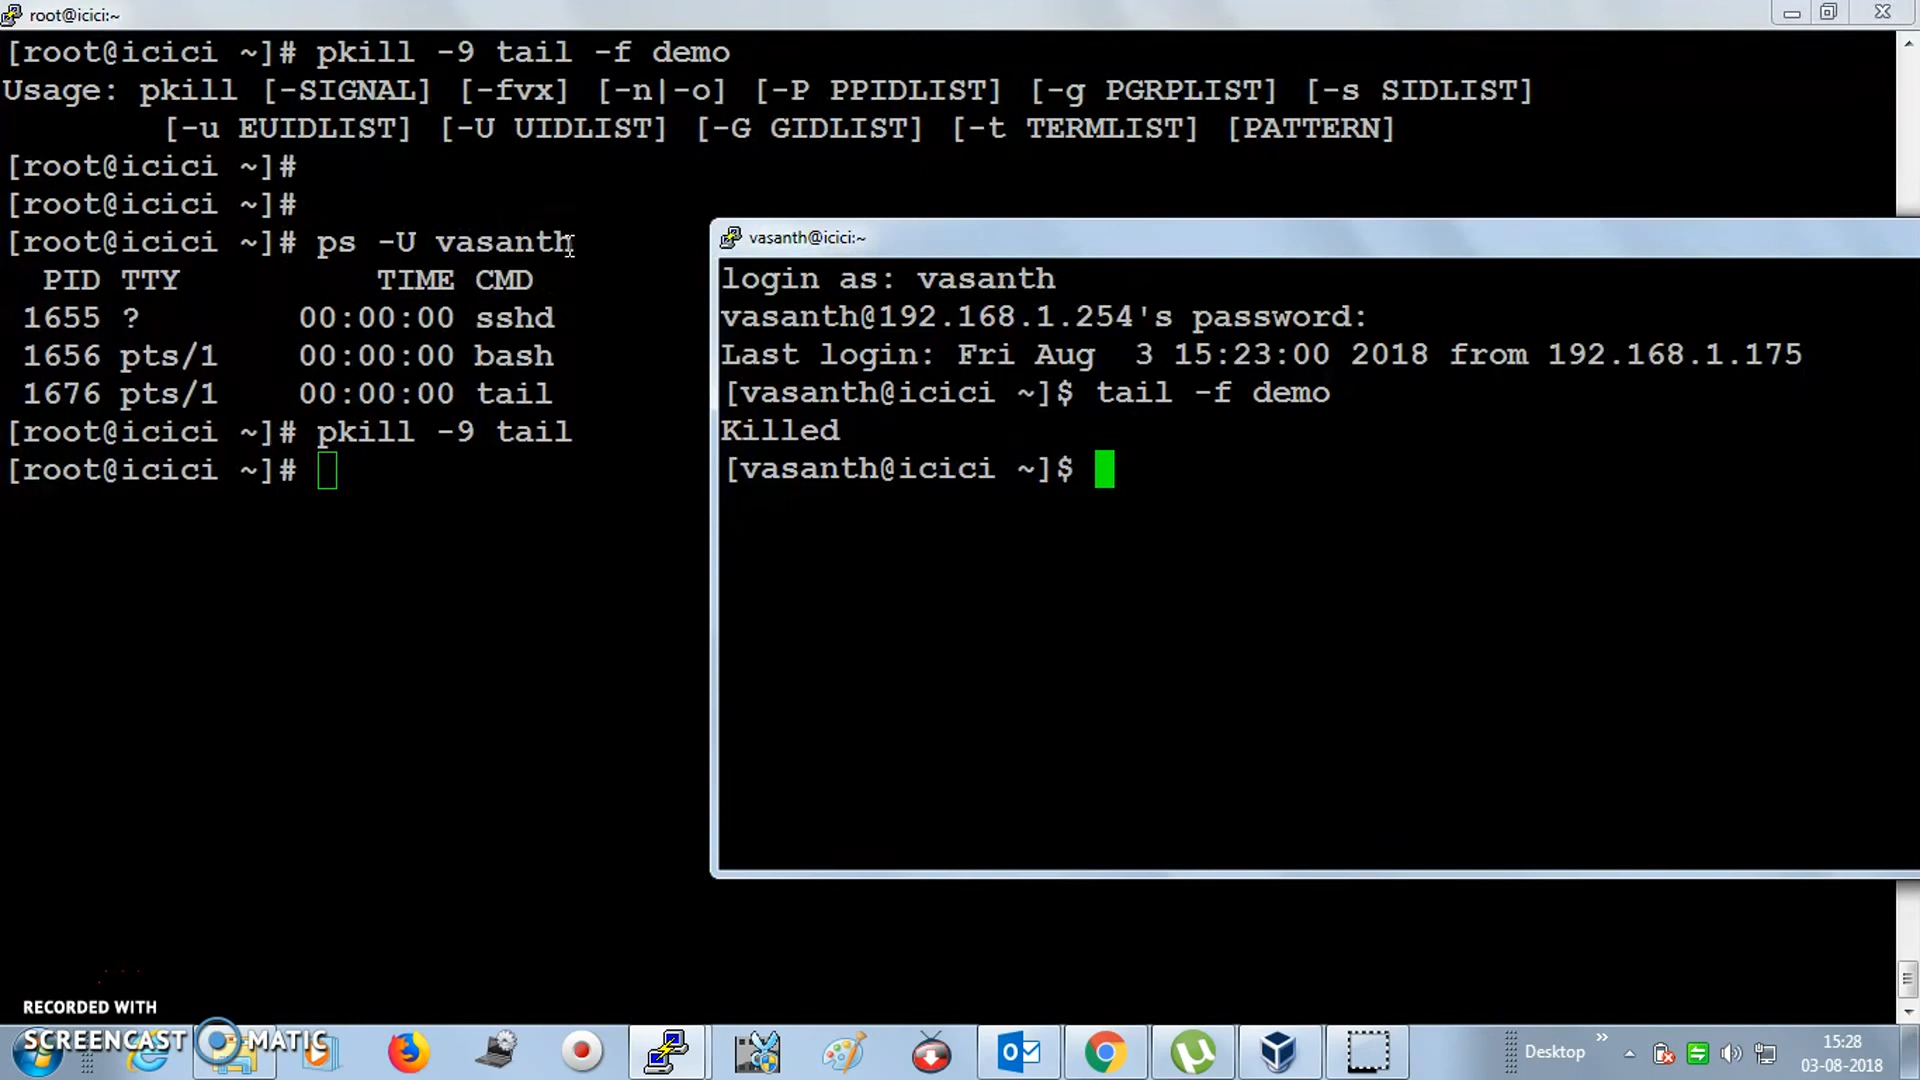 root@icici:~
[root@icici ~]# pkill -9 tail -f demo
Usage: pkill [-SIGNAL] [-fvx] [-n|-o] [-P PPIDLIST] [-g PGRPLIST] [-s SIDLIST]
[-u EUIDLIST] [-U UIDLIST] [-G GIDLIST] [-t TERMLIST] [PATTERN]
[root@icici ~]#
[root@icici ~]#
[root@icici ~]# ps -U vasanth
PID TTY TIME CMD
1655 ? 00:00:00 sshd
1656 pts/1 00:00:00 bash
1676 pts/1 00:00:00 tail
[root@icici ~]# pkill -9 tail
[root@icici ~]#
vasanth@icici:~
login as: vasanth
vasanth@192.168.1.254's password:
Last login: Fri Aug  3 15:23:00 2018 from 192.168.1.175
[vasanth@icici ~]$ tail -f demo
Killed
[vasanth@icici ~]$
RECORDED WITH
SCREENCAST MATIC
Desktop
15:28
03-08-2018